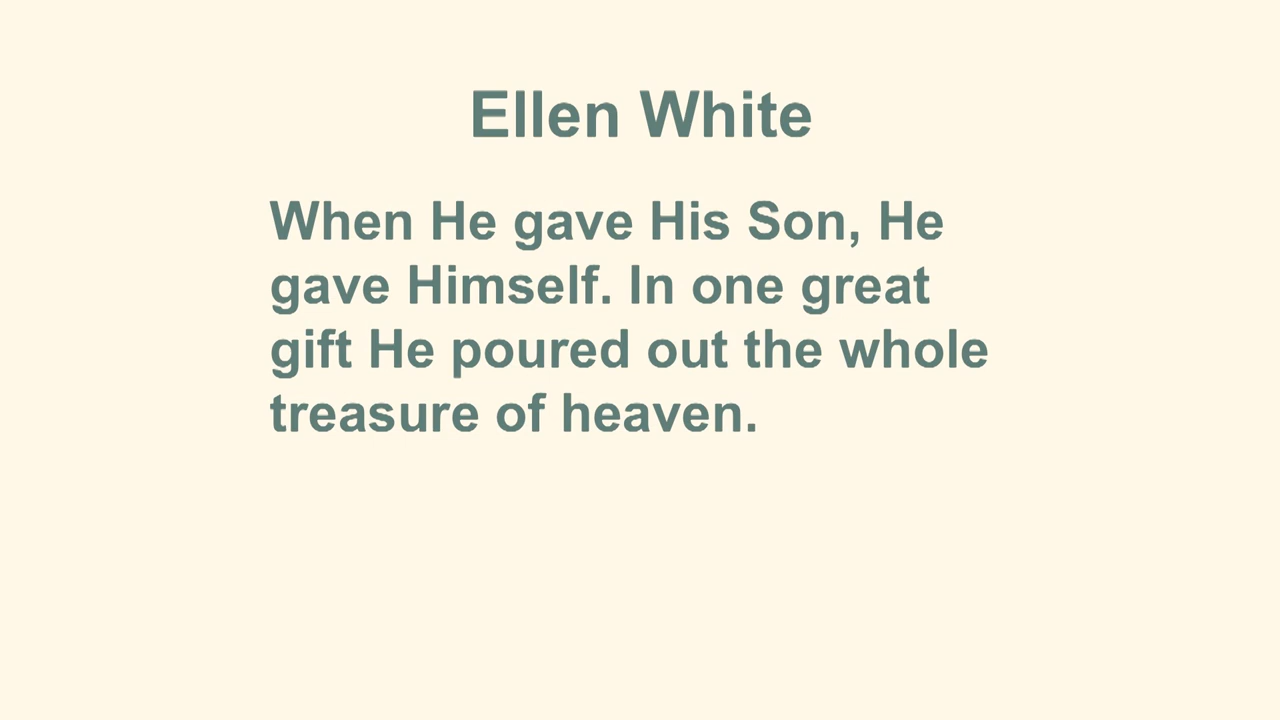 Ellen White
When He gave His Son, He
gave Himself. In one great
gift He poured out the whole
treasure of heaven.